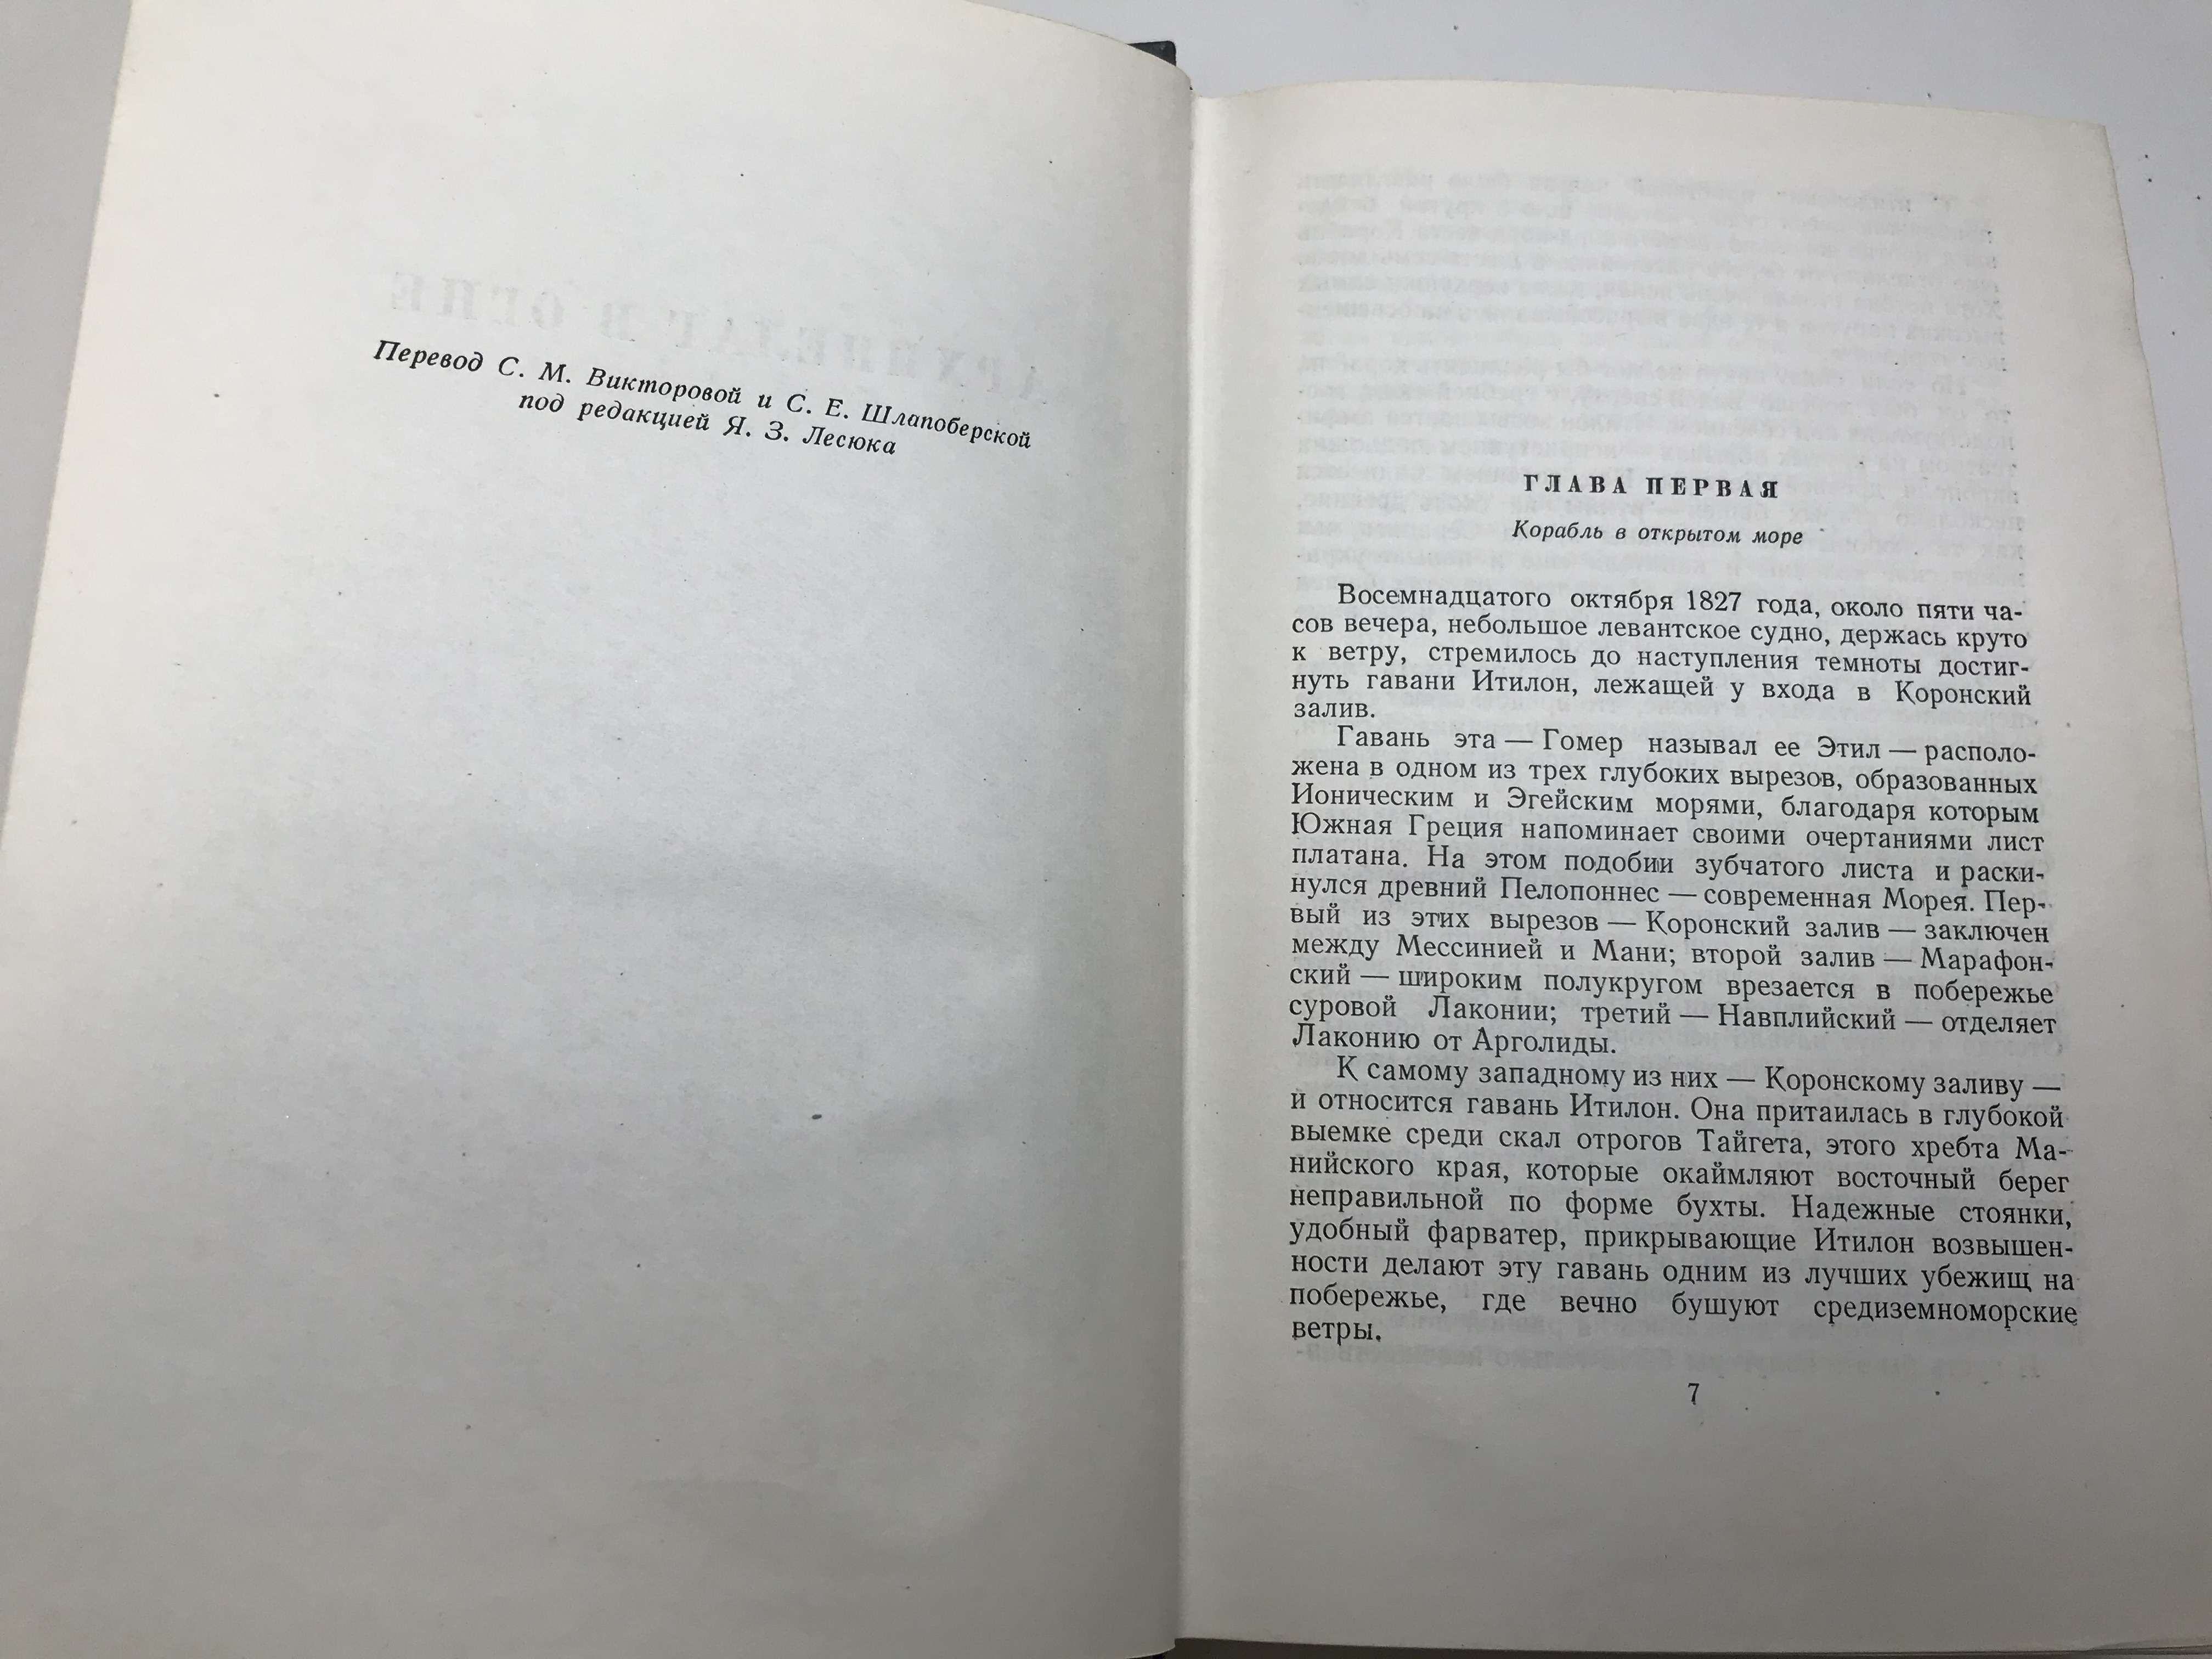 Перевод С. М. Викторовой и С. Е. Шлапоберской
под редакцией Я. З. Лесюка
ГЛАВА ПЕРВАЯ
Корабль в открытом море
Восемнадцатого октября 1827 года, около пяти ча-
сов вечера, небольшое левантское судно, держась круто
к ветру, стремилось до наступления темноты достиг-
нуть гавани Итилон, лежащей у входа в Коронский
залив.
Гавань эта — Гомер называл ее Этил — располо-
жена в одном из трех глубоких вырезов, образованных
Ионическим и Эгейским морями, благодаря которым
Южная Греция напоминает своими очертаниями лист
платана. На этом подобии зубчатого листа и раски-
нулся древний Пелопоннес — современная Морея. Пер-
вый из этих вырезов — Коронский залив — заключен
между Мессинией и Мани; второй залив — Марафон-
ский — широким полукругом врезается в побережье
суровой Лаконии; третий — Навплийский — отделяет
Лаконию от Арголиды.
К самому западному из них — Коронскому заливу —
и относится гавань Итилон. Она притаилась в глубокой
выемке среди скал отрогов Тайгета, этого хребта Ма-
нийского края, которые окаймляют восточный берег
неправильной по форме бухты. Надежные стоянки,
удобный фарватер, прикрывающие Итилон возвышен-
ности делают эту гавань одним из лучших убежищ на
побережье, где вечно бушуют средиземноморские
ветры.
7